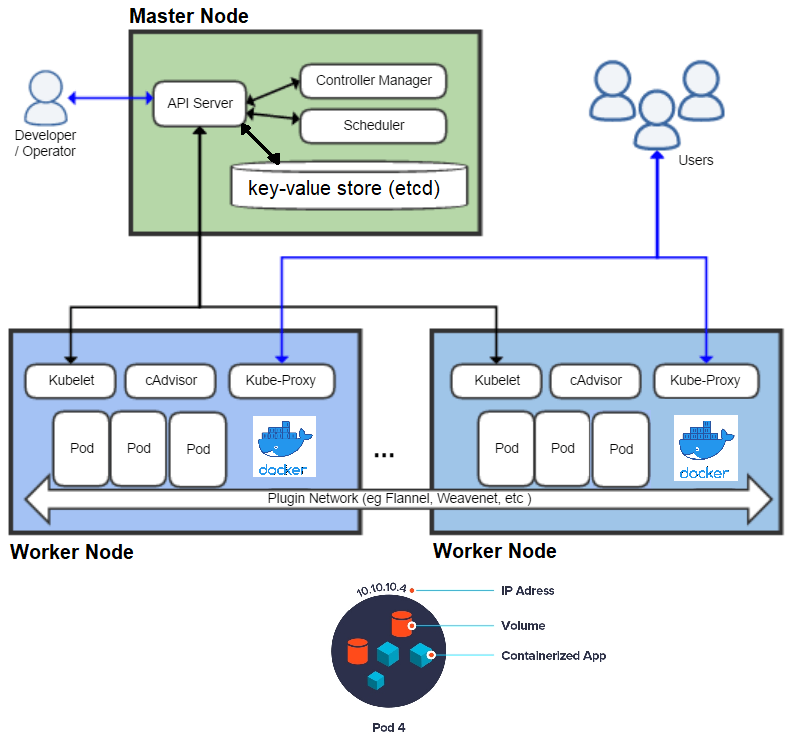 Master Node
API Server
Controller Manager
Scheduler
key-value store (etcd)
Developer
/ Operator
Users
Kubelet
cAdvisor
Kube-Proxy
Pod
Pod
Pod
docker
...
Kubelet
cAdvisor
Kube-Proxy
Pod
Pod
Pod
docker
Plugin Network (eg Flannel, Weavenet, etc )
Worker Node
Worker Node
10.10.10.4
IP Adress
Volume
Containerized App
Pod 4